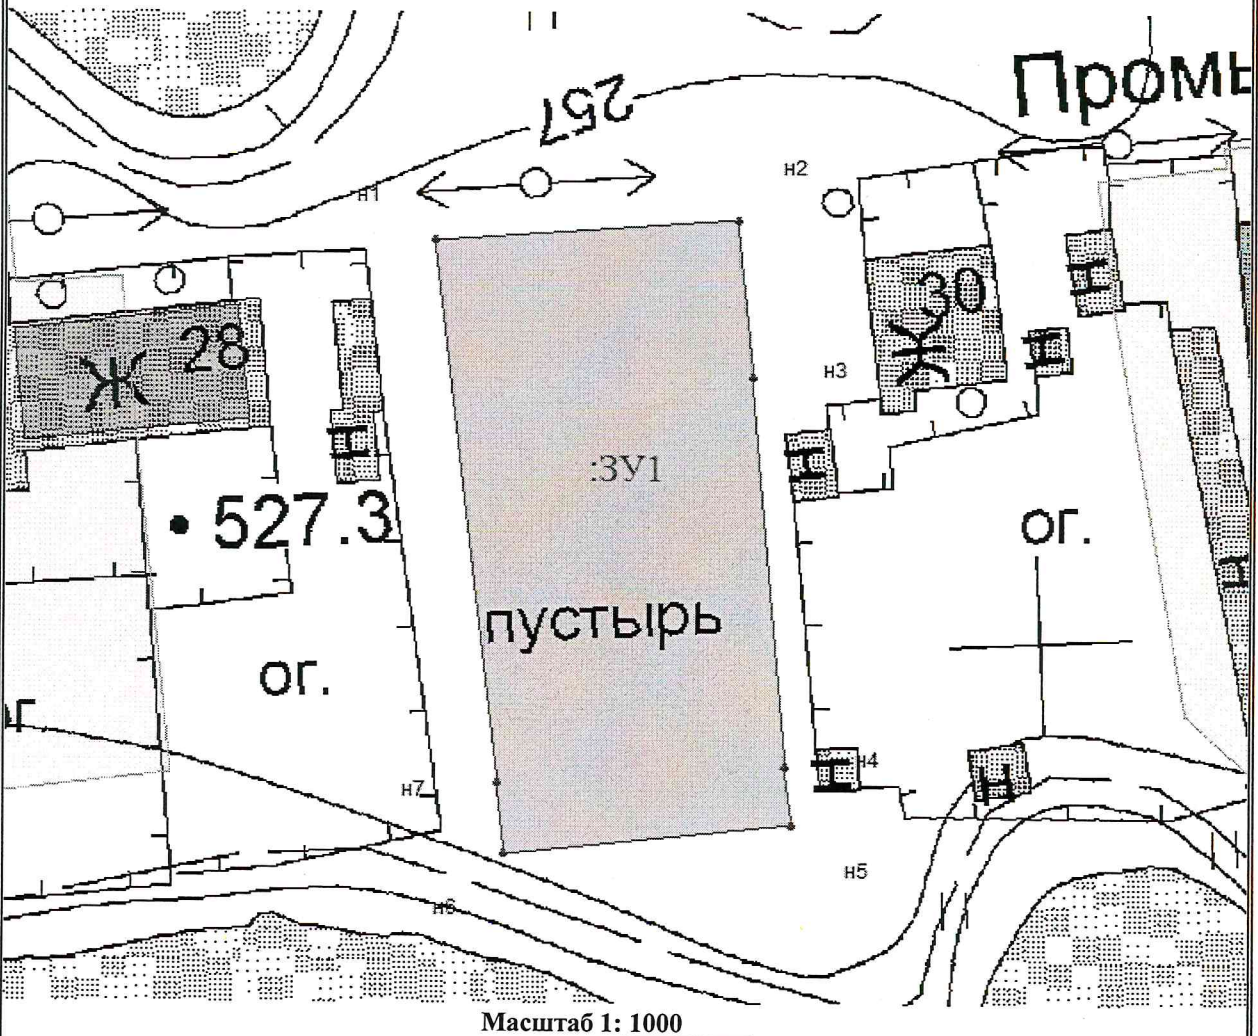 Промы
257
н2
н1
30
Ж
Н
28
Ж
Н
н3
Н
Н
:ЗУ1
527.3
ог.
Н
пустырь
ог.
ог
н7
Н
н4
Н
н5
н6
Масштаб 1: 1000